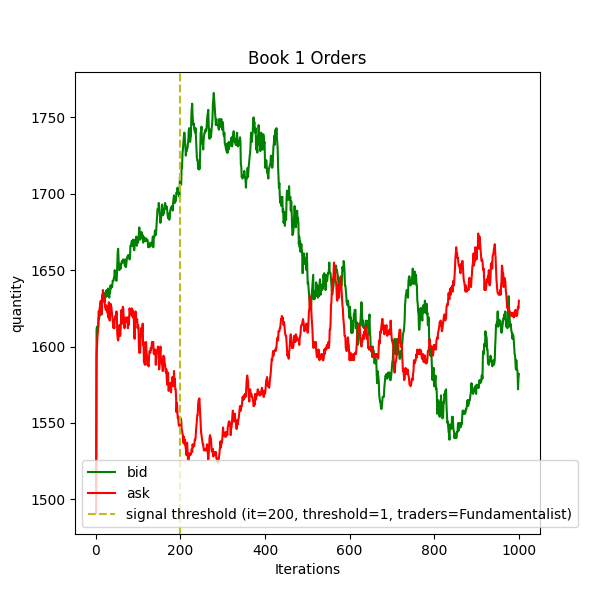 Book 1 Orders
quantity
1750
1700
1650
1600
1550
1500
bid
ask
signal threshold (it=200, threshold=1, traders=Fundamentalist)
0 200 400 600 800 1000
Iterations